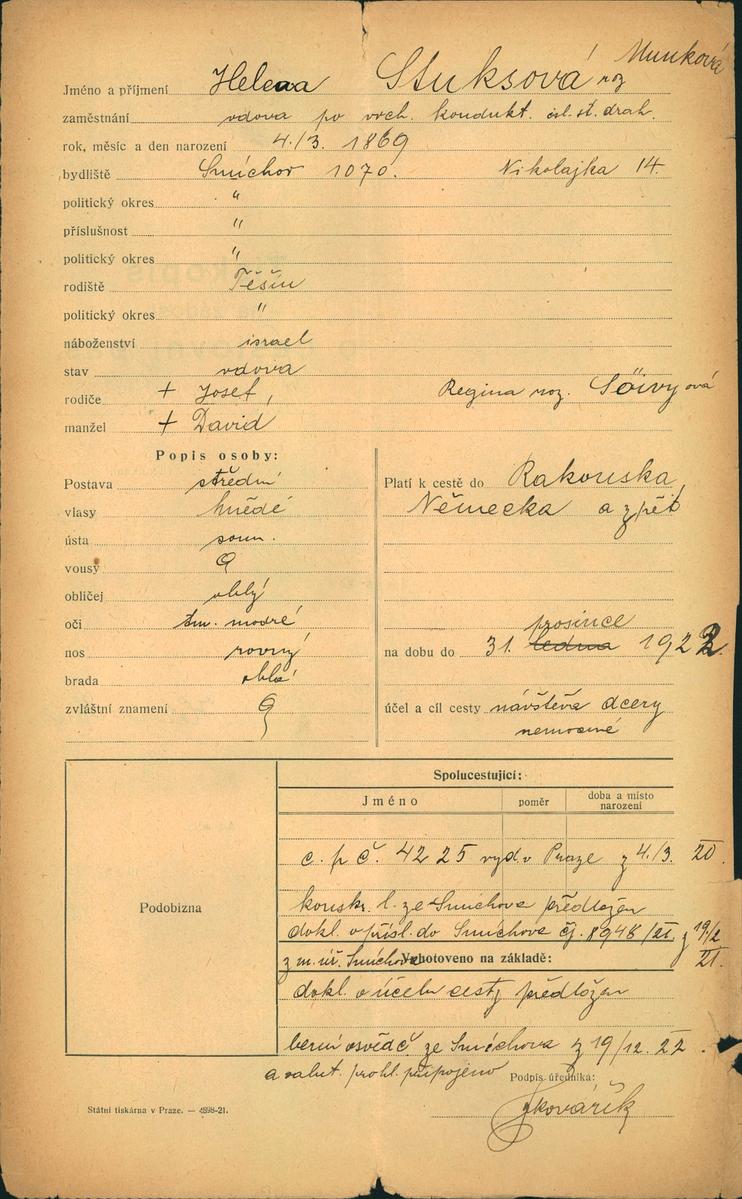 Munková
Jméno a příjmení Helena Stuksová roz
zaměstnání vdova po vrch. kondukt. čsl. st. drah.
rok, měsíc a den narození 4./3. 1869
bydliště Smíchov 1070. Nikolajka 14.
politický okres "
příslušnost "
politický okres "
rodiště Těšín
politický okres "
náboženství israel
stav vdova
rodiče + Josef, Regina roz.
manžel + David
Popis osoby:
Postava střední
vlasy hnědé
ústa soum.
vousy
obličej oblý
oči tm. modré
nos rovný
brada oblá
zvláštní znamení
Platí k cestě do Rakouska,
Německa a zpět
prosince
na dobu do 31. ledna 1922
účel a cíl cesty návštěva dcery
nemocné
Spolucestující:
Jméno poměr doba a místo narození
c. p. č. 4225 vyd. v Praze z 4./3. 20.
konskr. l. ze Smíchova předložen
dokl. o přísl. do Smíchova čj. 8948/21, z 19/2
z m. úř. Smíchova 21.
Vyhotoveno na základě:
dokl. o účelu cesty předložen
berní osvědč. ze Smíchova z 19/12. 22.
a valut. prohl. připojeno
Podobizna
Podpis úředníka:
Kovařík
Státní tiskárna v Praze. — 4898-21.